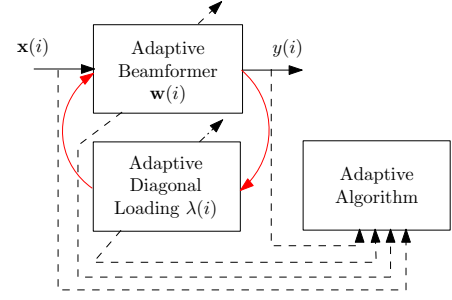 x(i)
Adaptive
Beamformer
w(i)
y(i)
Adaptive
Diagonal
Loading λ(i)
Adaptive
Algorithm